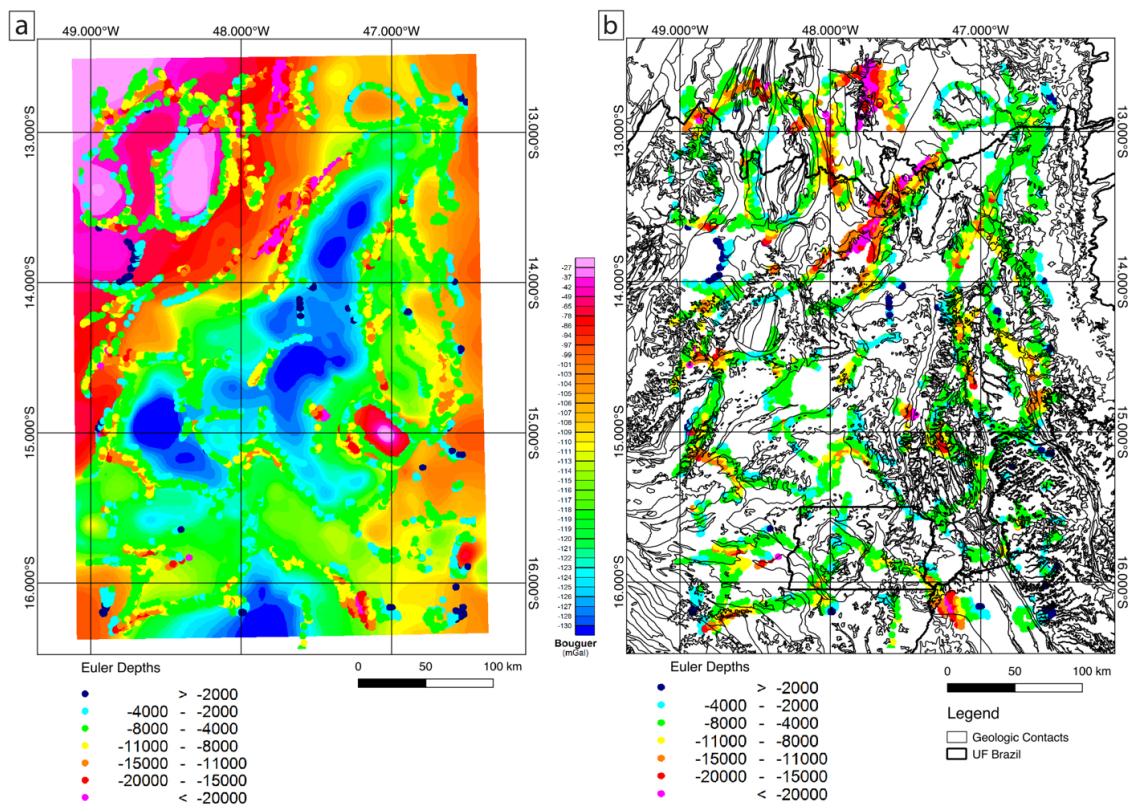 a
49.000°W 48.000°W 47.000°W
13.000°S 13.000°S
14.000°S 14.000°S
15.000°S 15.000°S
16.000°S 16.000°S
-27
-37
-42
-49
-65
-78
-86
-94
-97
-99
-101
-103
-104
-105
-106
-107
-108
-108
-109
-110
-112
-113
-114
-115
-116
-117
-118
-119
-120
-121
-122
-123
-124
-125
-126
-128
-130
Bouguer
(mGal)
Euler Depths
0 50 100 km
> -2000
-4000 - -2000
-8000 - -4000
-11000 - -8000
-15000 - -11000
-20000 - -15000
< -20000
b
49.000°W 48.000°W 47.000°W
13.000°S 13.000°S
14.000°S 14.000°S
15.000°S 15.000°S
16.000°S 16.000°S
Euler Depths
0 50 100 km
> -2000
-4000 - -2000
-8000 - -4000
-11000 - -8000
-15000 - -11000
-20000 - -15000
< -20000
Legend
Geologic Contacts
UF Brazil